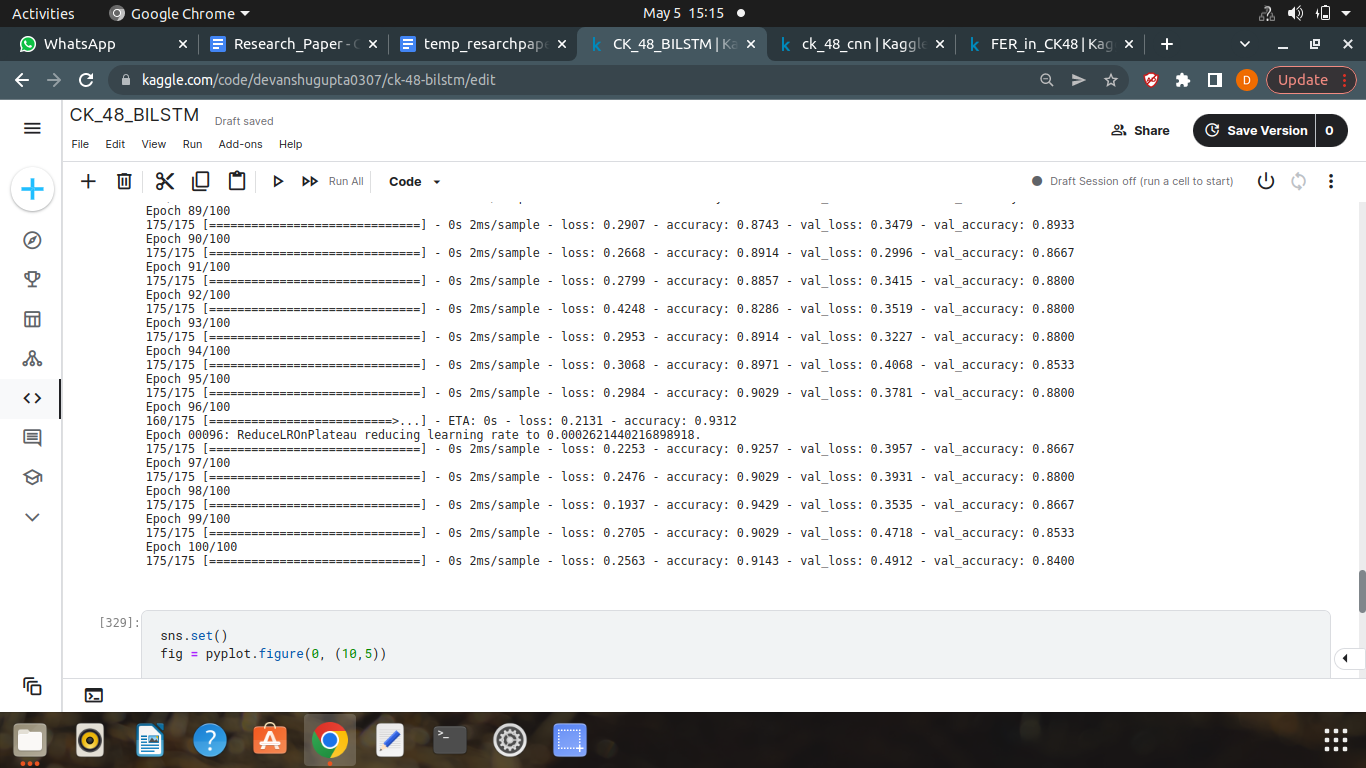 Activities
Google Chrome
May 5 15:15
WhatsApp
Research_Paper - 
temp_resarchpape
CK_48_BILSTM | Ka
ck_48_cnn | Kaggle
FER_in_CK48 | Kag
kaggle.com/code/devanshugupta0307/ck-48-bilstm/edit
D
Update
CK_48_BILSTM
Draft saved
File Edit View Run Add-ons Help
Share
Save Version
0
Run All
Code
Draft Session off (run a cell to start)
Epoch 89/100
175/175 [==============================] - 0s 2ms/sample - loss: 0.2907 - accuracy: 0.8743 - val_loss: 0.3479 - val_accuracy: 0.8933
Epoch 90/100
175/175 [==============================] - 0s 2ms/sample - loss: 0.2668 - accuracy: 0.8914 - val_loss: 0.2996 - val_accuracy: 0.8667
Epoch 91/100
175/175 [==============================] - 0s 2ms/sample - loss: 0.2799 - accuracy: 0.8857 - val_loss: 0.3415 - val_accuracy: 0.8800
Epoch 92/100
175/175 [==============================] - 0s 2ms/sample - loss: 0.4248 - accuracy: 0.8286 - val_loss: 0.3519 - val_accuracy: 0.8800
Epoch 93/100
175/175 [==============================] - 0s 2ms/sample - loss: 0.2953 - accuracy: 0.8914 - val_loss: 0.3227 - val_accuracy: 0.8800
Epoch 94/100
175/175 [==============================] - 0s 2ms/sample - loss: 0.3068 - accuracy: 0.8971 - val_loss: 0.4068 - val_accuracy: 0.8533
Epoch 95/100
175/175 [==============================] - 0s 2ms/sample - loss: 0.2984 - accuracy: 0.9029 - val_loss: 0.3781 - val_accuracy: 0.8800
Epoch 96/100
160/175 [==========================>...] - ETA: 0s - loss: 0.2131 - accuracy: 0.9312
Epoch 00096: ReduceLROnPlateau reducing learning rate to 0.0002621440216898918.
175/175 [==============================] - 0s 2ms/sample - loss: 0.2253 - accuracy: 0.9257 - val_loss: 0.3957 - val_accuracy: 0.8667
Epoch 97/100
175/175 [==============================] - 0s 2ms/sample - loss: 0.2476 - accuracy: 0.9029 - val_loss: 0.3931 - val_accuracy: 0.8800
Epoch 98/100
175/175 [==============================] - 0s 2ms/sample - loss: 0.1937 - accuracy: 0.9429 - val_loss: 0.3535 - val_accuracy: 0.8667
Epoch 99/100
175/175 [==============================] - 0s 2ms/sample - loss: 0.2705 - accuracy: 0.9029 - val_loss: 0.4718 - val_accuracy: 0.8533
Epoch 100/100
175/175 [==============================] - 0s 2ms/sample - loss: 0.2563 - accuracy: 0.9143 - val_loss: 0.4912 - val_accuracy: 0.8400
[329]:
sns.set()
fig = pyplot.figure(0, (10,5))